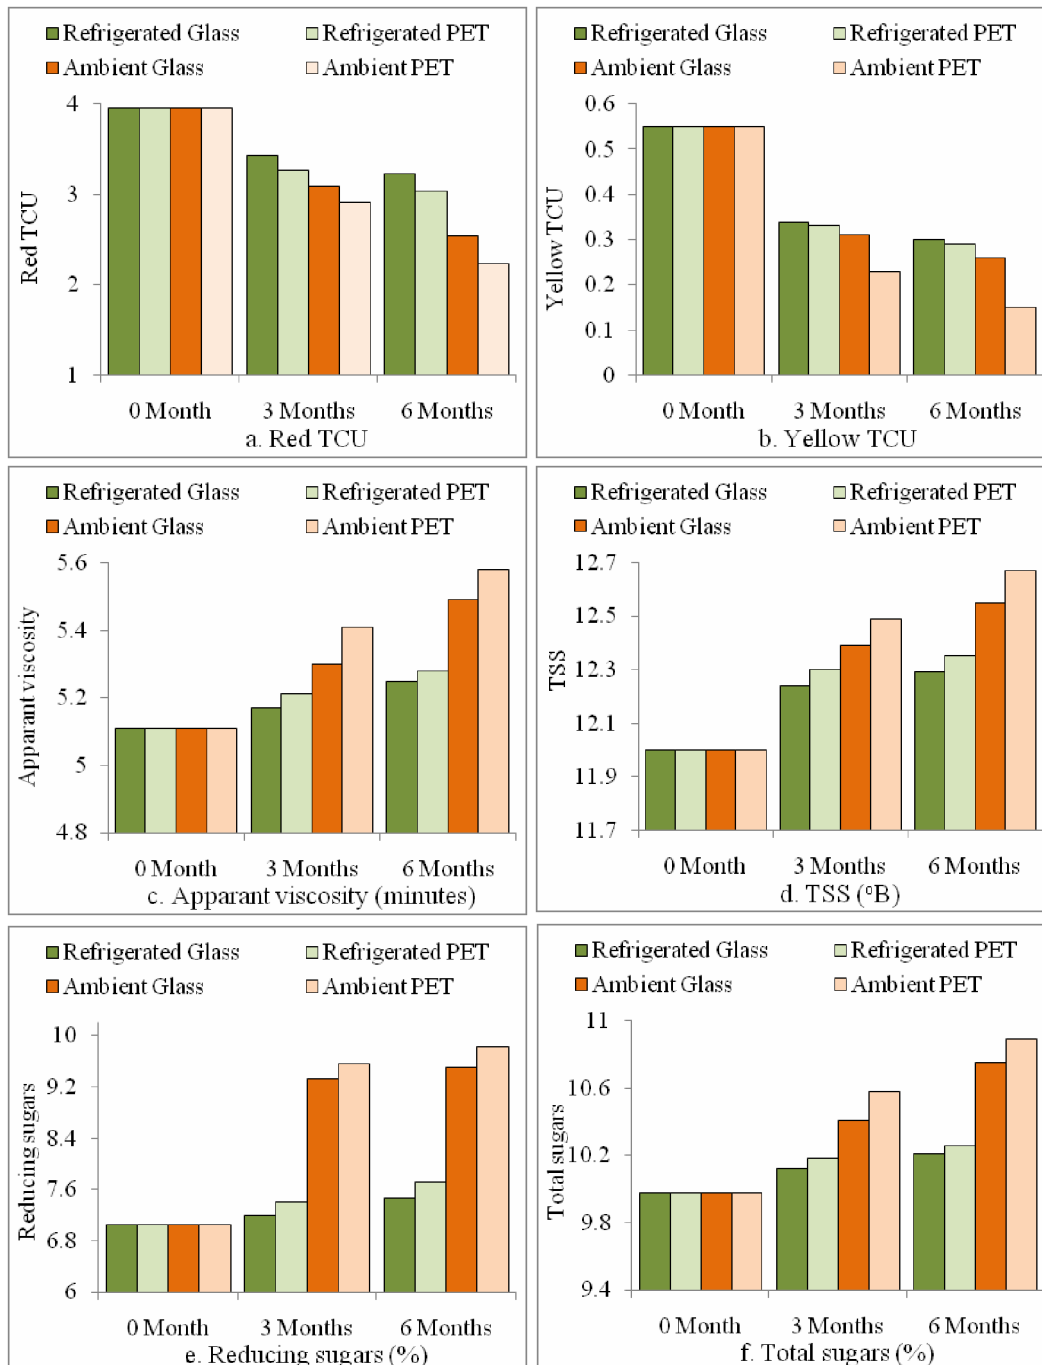 Refrigerated Glass Refrigerated PET
Ambient Glass Ambient PET
4
3
2
1
Red TCU
0 Month 3 Months 6 Months
a. Red TCU
Refrigerated Glass Refrigerated PET
Ambient Glass Ambient PET
0.6
0.5
0.4
0.3
0.2
0.1
0
Yellow TCU
0 Month 3 Months 6 Months
b. Yellow TCU
Refrigerated Glass Refrigerated PET
Ambient Glass Ambient PET
5.6
5.4
5.2
5
4.8
Apparant viscosity
0 Month 3 Months 6 Months
c. Apparant viscosity (minutes)
Refrigerated Glass Refrigerated PET
Ambient Glass Ambient PET
12.7
12.5
12.3
12.1
11.9
11.7
TSS
0 Month 3 Months 6 Months
d. TSS (°B)
Refrigerated Glass Refrigerated PET
Ambient Glass Ambient PET
10
9.2
8.4
7.6
6.8
6
Reducing sugars
0 Month 3 Months 6 Months
e. Reducing sugars (%)
Refrigerated Glass Refrigerated PET
Ambient Glass Ambient PET
11
10.6
10.2
9.8
9.4
Total sugars
0 Month 3 Months 6 Months
f. Total sugars (%)